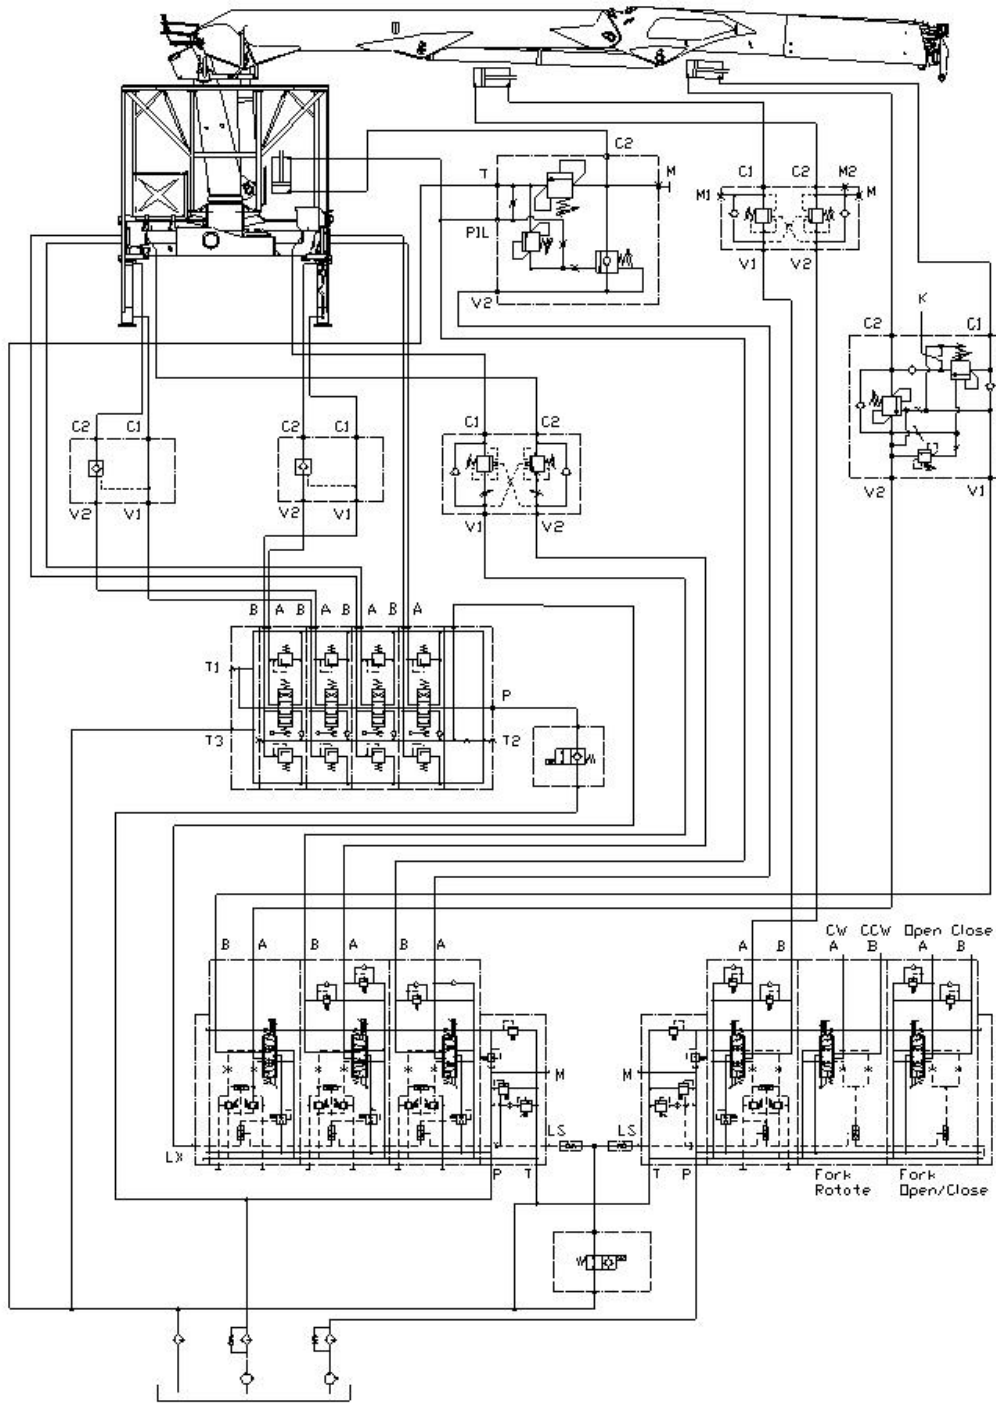 C2
T
M
PIL
V2
C1 C2 M2
M1 M
V1 V2
K
C2 C1
V2 V1
C2 C1
V2 V1
C2 C1
V2 V1
C1 C2
V1 V2
B A B A B A B A
T1
P
T3
T2
B A B A B A
A B
CW CCW Open Close
A B A B
M
M
LS LS
LX
P T
T P
Fork
Rotate
Fork
Open/Close